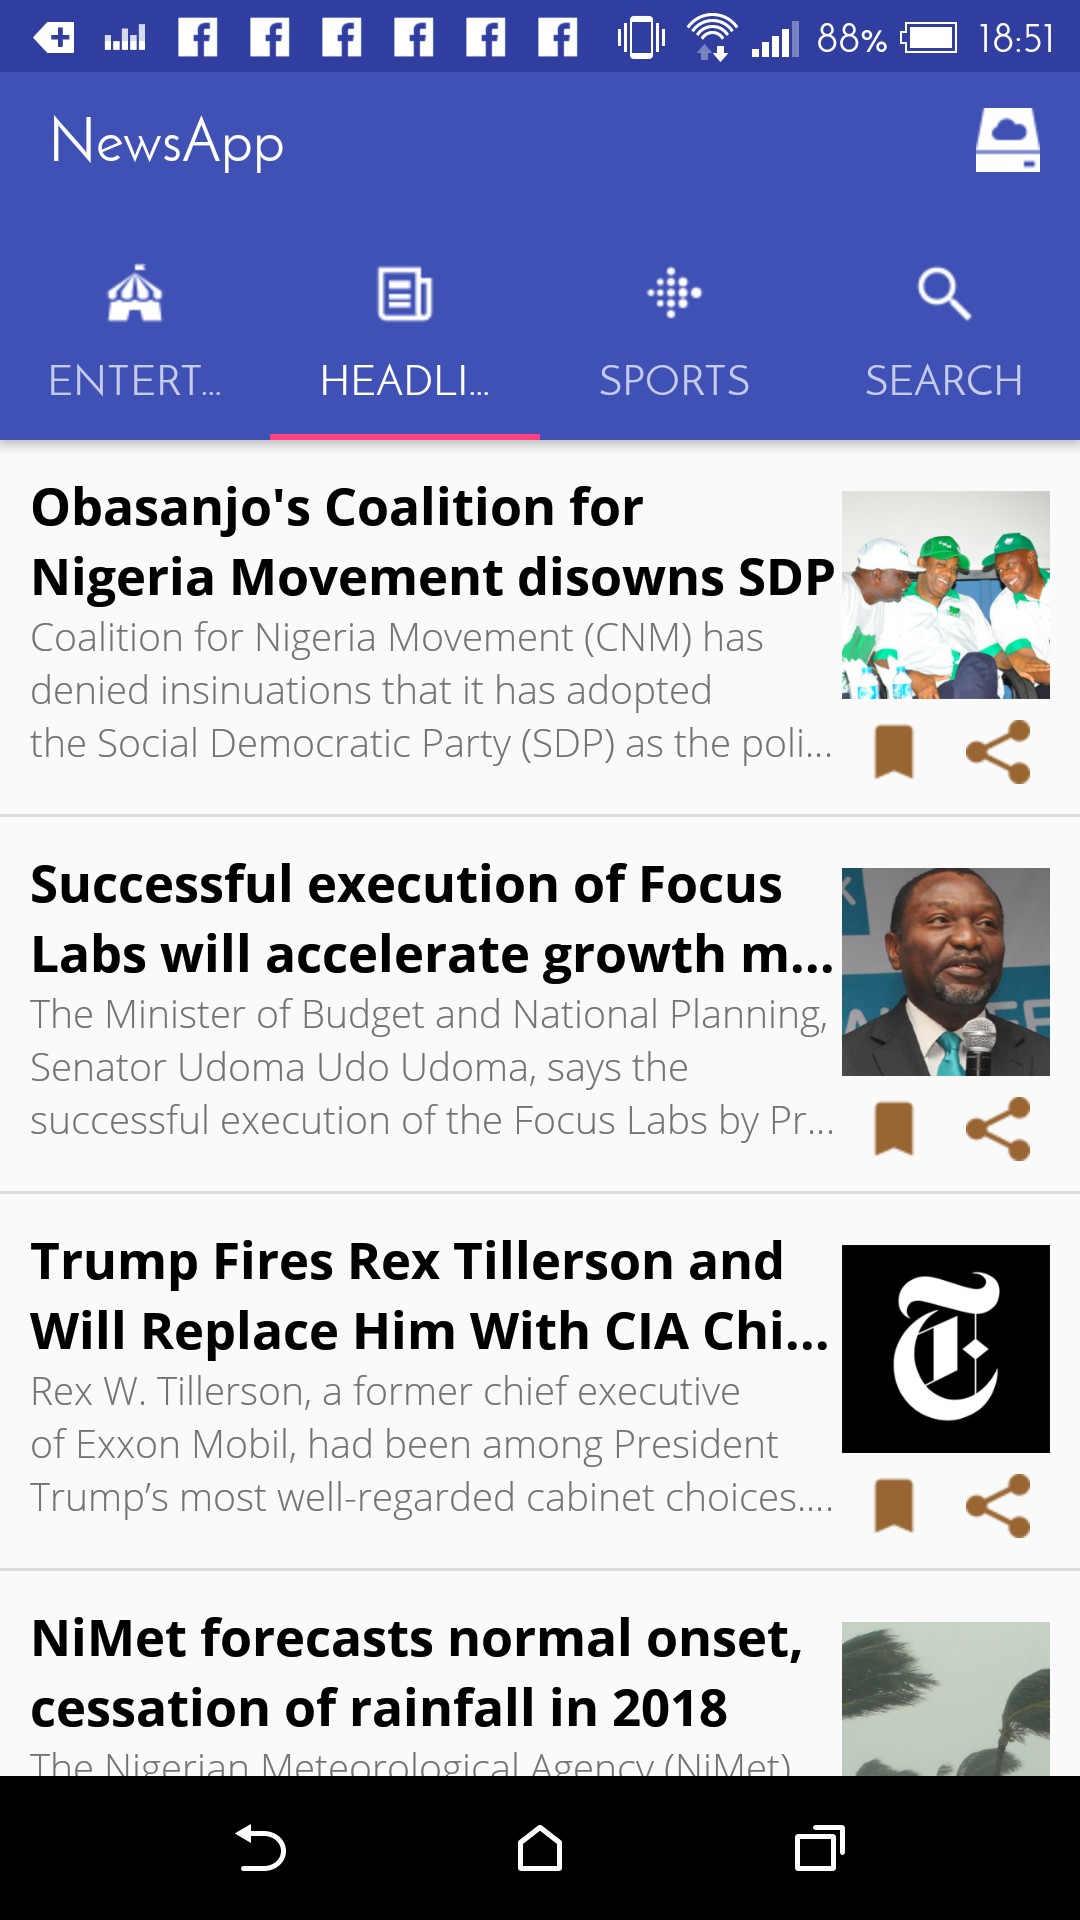 88% 18:51
NewsApp
ENTERT...
HEADLI...
SPORTS
SEARCH
Obasanjo's Coalition for
Nigeria Movement disowns SDP
Coalition for Nigeria Movement (CNM) has
denied insinuations that it has adopted
the Social Democratic Party (SDP) as the poli...
Successful execution of Focus
Labs will accelerate growth m...
The Minister of Budget and National Planning,
Senator Udoma Udo Udoma, says the
successful execution of the Focus Labs by Pr...
Trump Fires Rex Tillerson and
Will Replace Him With CIA Chi...
Rex W. Tillerson, a former chief executive
of Exxon Mobil, had been among President
Trump’s most well-regarded cabinet choices....
NiMet forecasts normal onset,
cessation of rainfall in 2018
The Nigerian Meteorological Agency (NiMet)